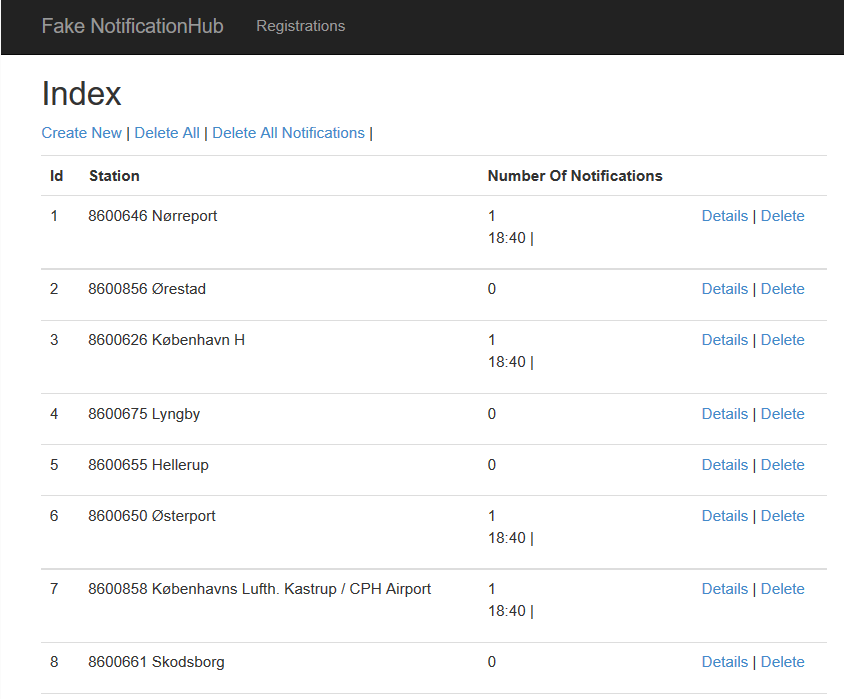 Fake NotificationHub Registrations
Index
Create New | Delete All | Delete All Notifications |
Id Station Number Of Notifications
1 8600646 Nørreport 1 Details | Delete
18:40 |
2 8600856 Ørestad 0 Details | Delete
3 8600626 København H 1 Details | Delete
18:40 |
4 8600675 Lyngby 0 Details | Delete
5 8600655 Hellerup 0 Details | Delete
6 8600650 Østerport 1 Details | Delete
18:40 |
7 8600858 Københavns Lufth. Kastrup / CPH Airport 1 Details | Delete
18:40 |
8 8600661 Skodsborg 0 Details | Delete